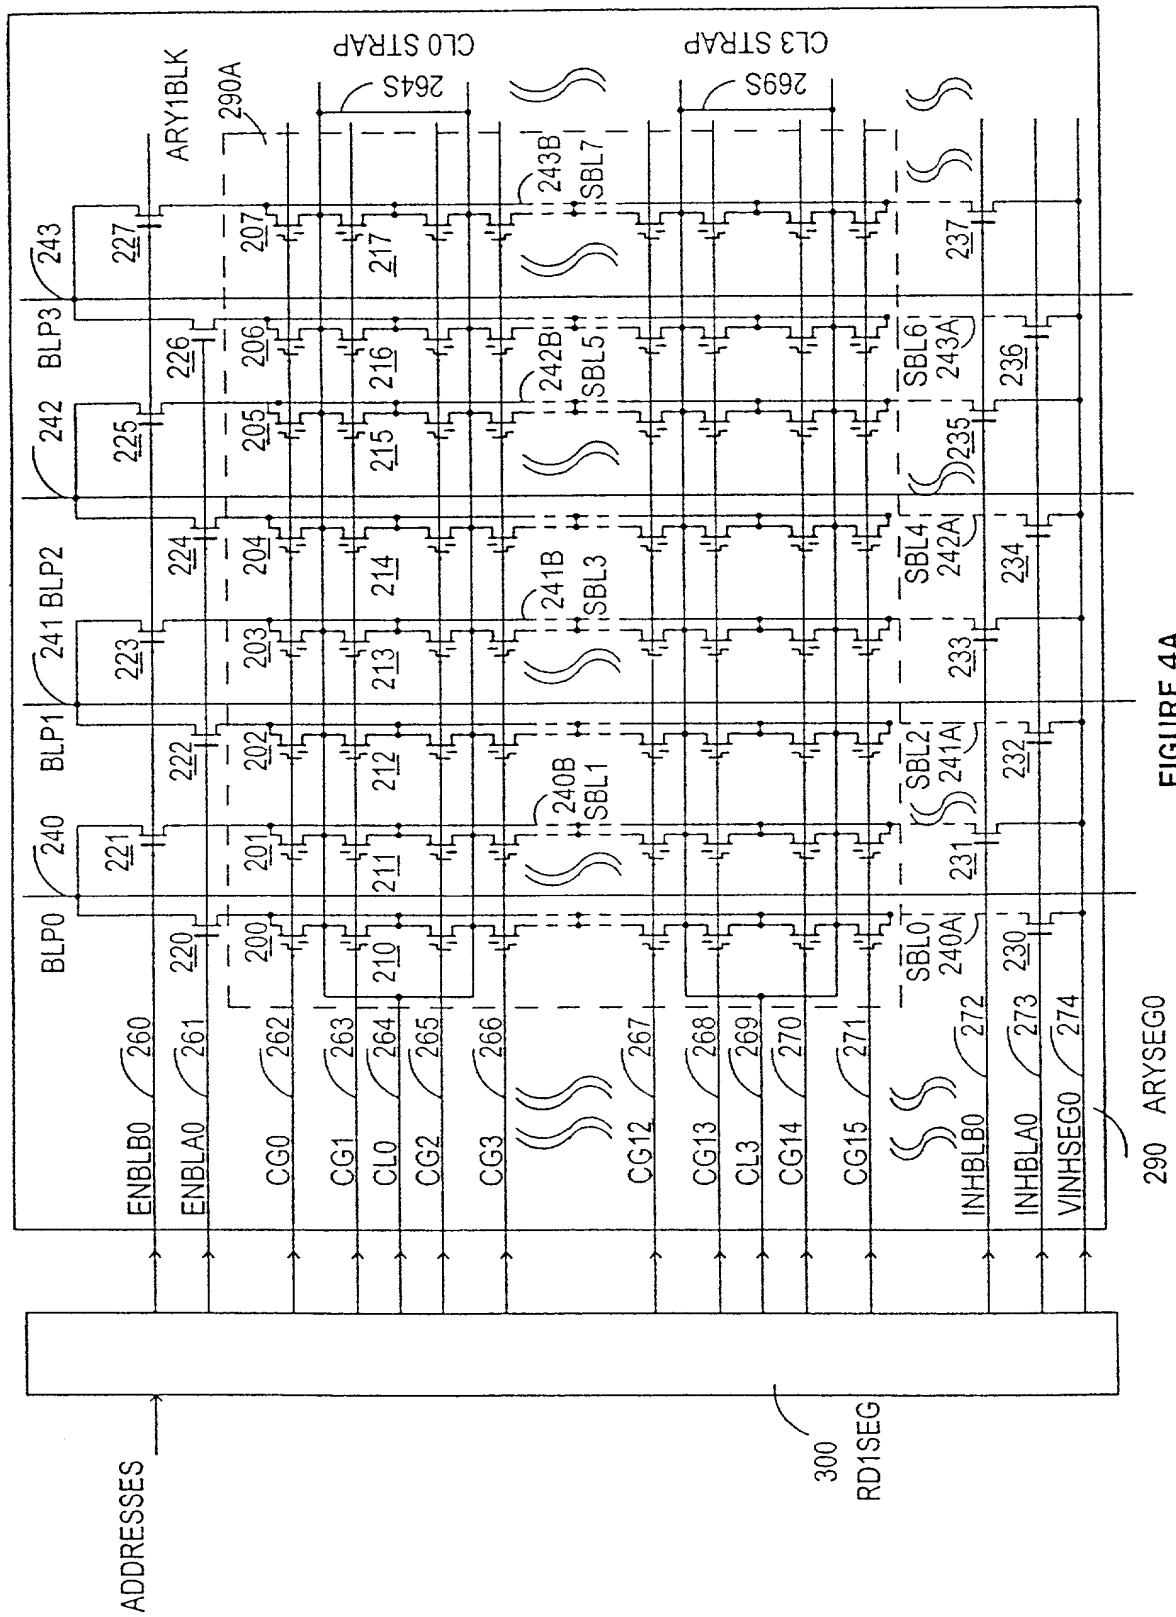 ADDRESSES
300
RD1SEG
BLP0
240
BLP1
241
BLP2
242
BLP3
243
ENBLB0
260
221
223
225
227
ARY1BLK
ENBLA0
261
220
222
224
226
290A
CG0
262
200
201
202
203
204
205
206
207
CG1
263
CL0
264
210
211
212
213
214
215
216
217
264S
CL0 STRAP
CG2
265
CG3
266
240B
SBL1
241B
SBL3
242B
SBL5
243B
SBL7
CG12
267
CG13
268
CL3
269
269S
CL3 STRAP
CG14
270
CG15
271
SBL0
240A
SBL2
241A
SBL4
242A
SBL6
243A
INHBLB0
272
231
233
235
237
INHBLA0
273
230
232
234
236
VINHSEG0
274
290 ARYSEG0
FIGURE 4A